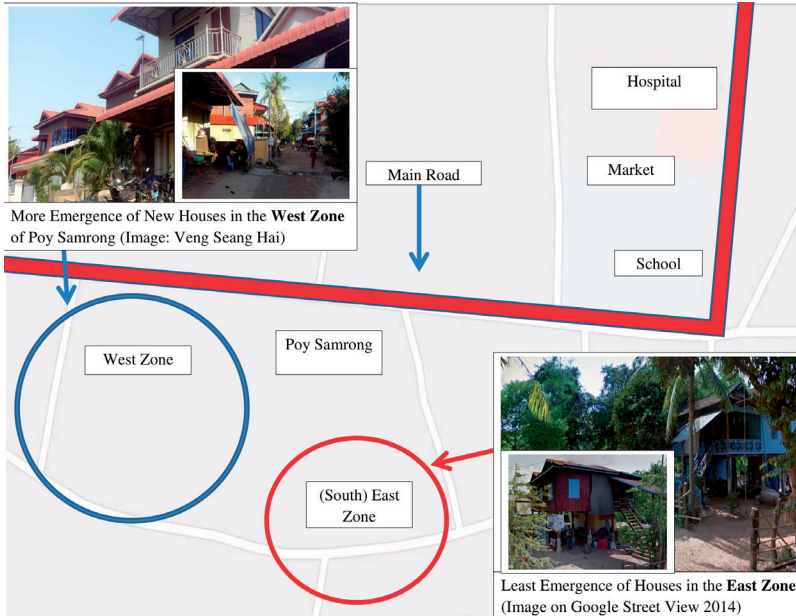 More Emergence of New Houses in the West Zone
of Poy Samrong (Image: Veng Seang Hai)
Hospital
Market
Main Road
School
West Zone
Poy Samrong
(South) East
Zone
Least Emergence of Houses in the East Zone
(Image on Google Street View 2014)